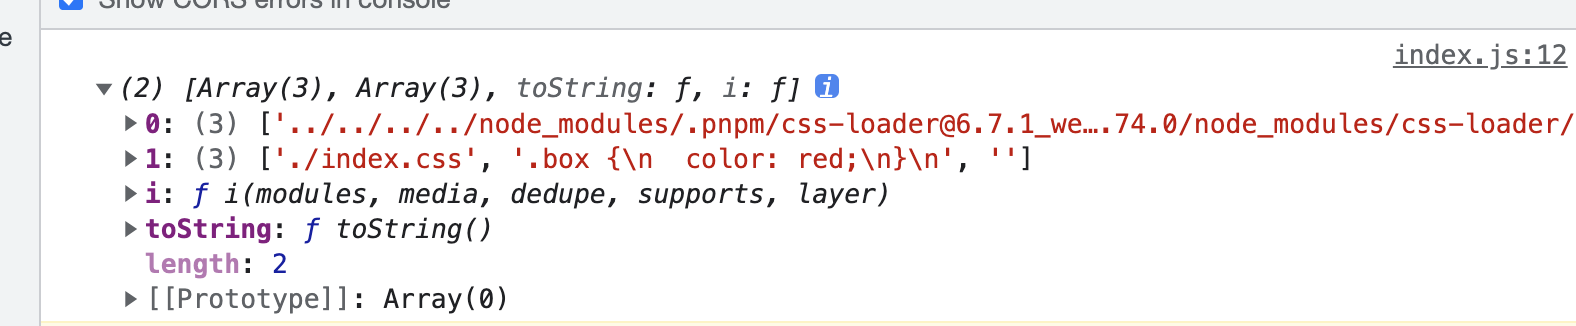 Show CORS errors in console
e
index.js:12
(2) [Array(3), Array(3), toString: ƒ, i: ƒ] i
0: (3) ['../../../../node_modules/.pnpm/css-loader@6.7.1_we….74.0/node_modules/css-loader/
1: (3) ['./index.css', '.box {\n  color: red;\n}\n', '']
i: ƒ i(modules, media, dedupe, supports, layer)
toString: ƒ toString()
length: 2
[[Prototype]]: Array(0)